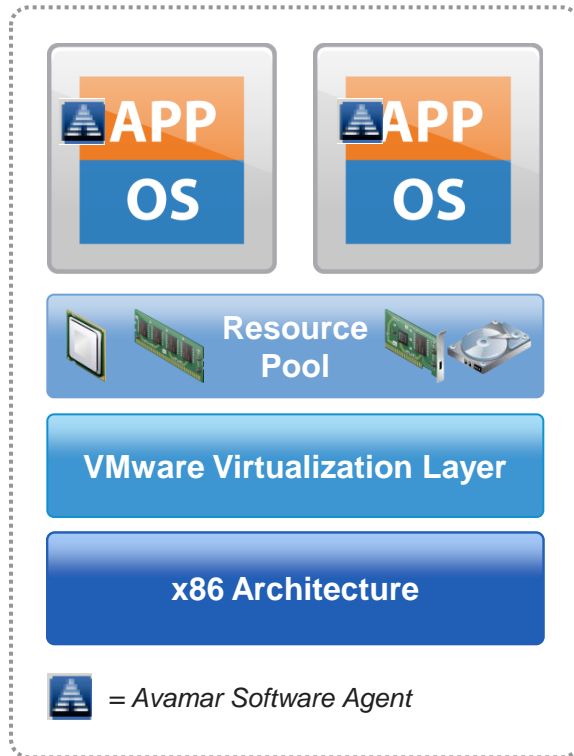 APP
OS
APP
OS
Resource
Pool
VMware Virtualization Layer
x86 Architecture
= Avamar Software Agent